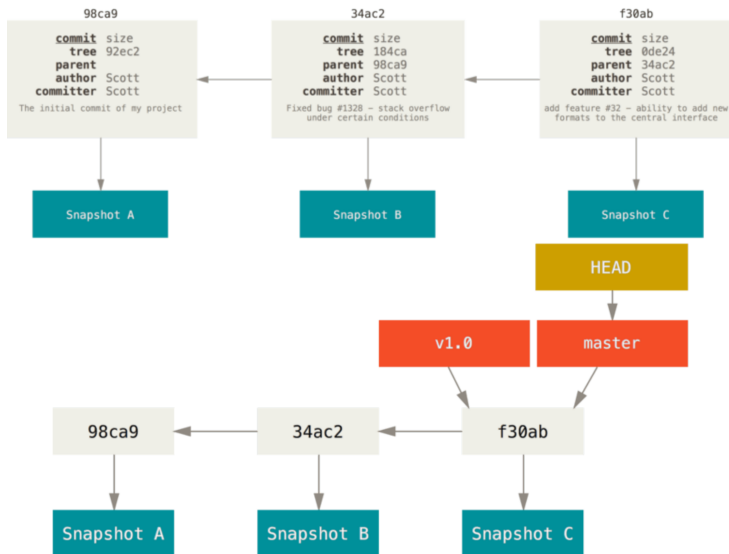 98ca9
commit size
tree 92ec2
parent
author Scott
committer Scott
The initial commit of my project
34ac2
commit size
tree 184ca
parent 98ca9
author Scott
committer Scott
Fixed bug #1328 – stack overflow
under certain conditions
f30ab
commit size
tree 0de24
parent 34ac2
author Scott
committer Scott
add feature #32 – ability to add new
formats to the central interface
Snapshot A
Snapshot B
Snapshot C
HEAD
v1.0
master
98ca9
34ac2
f30ab
Snapshot A
Snapshot B
Snapshot C